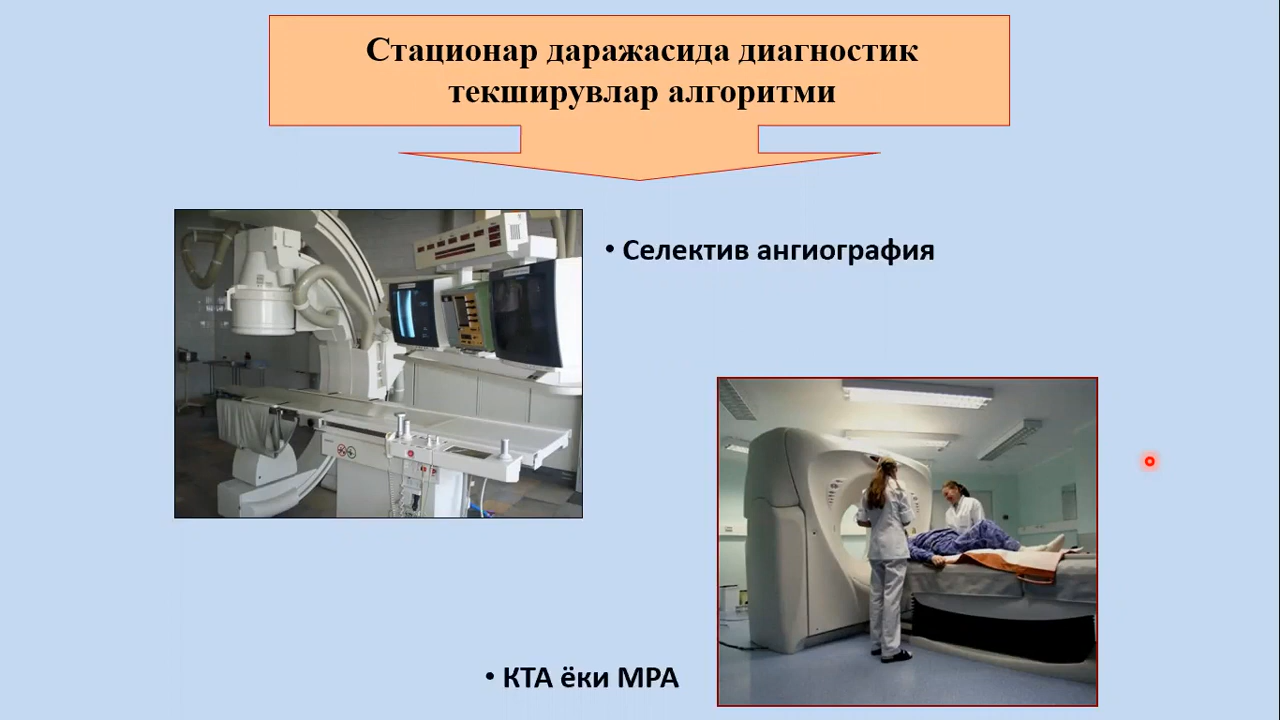 Стационар даражасида диагностик
текширувлар алгоритми
• Селектив ангиография
• КТА ёки МРА